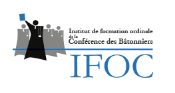 Institut de formation ordinale
de la
Conférence des Bâtonniers
IFOC